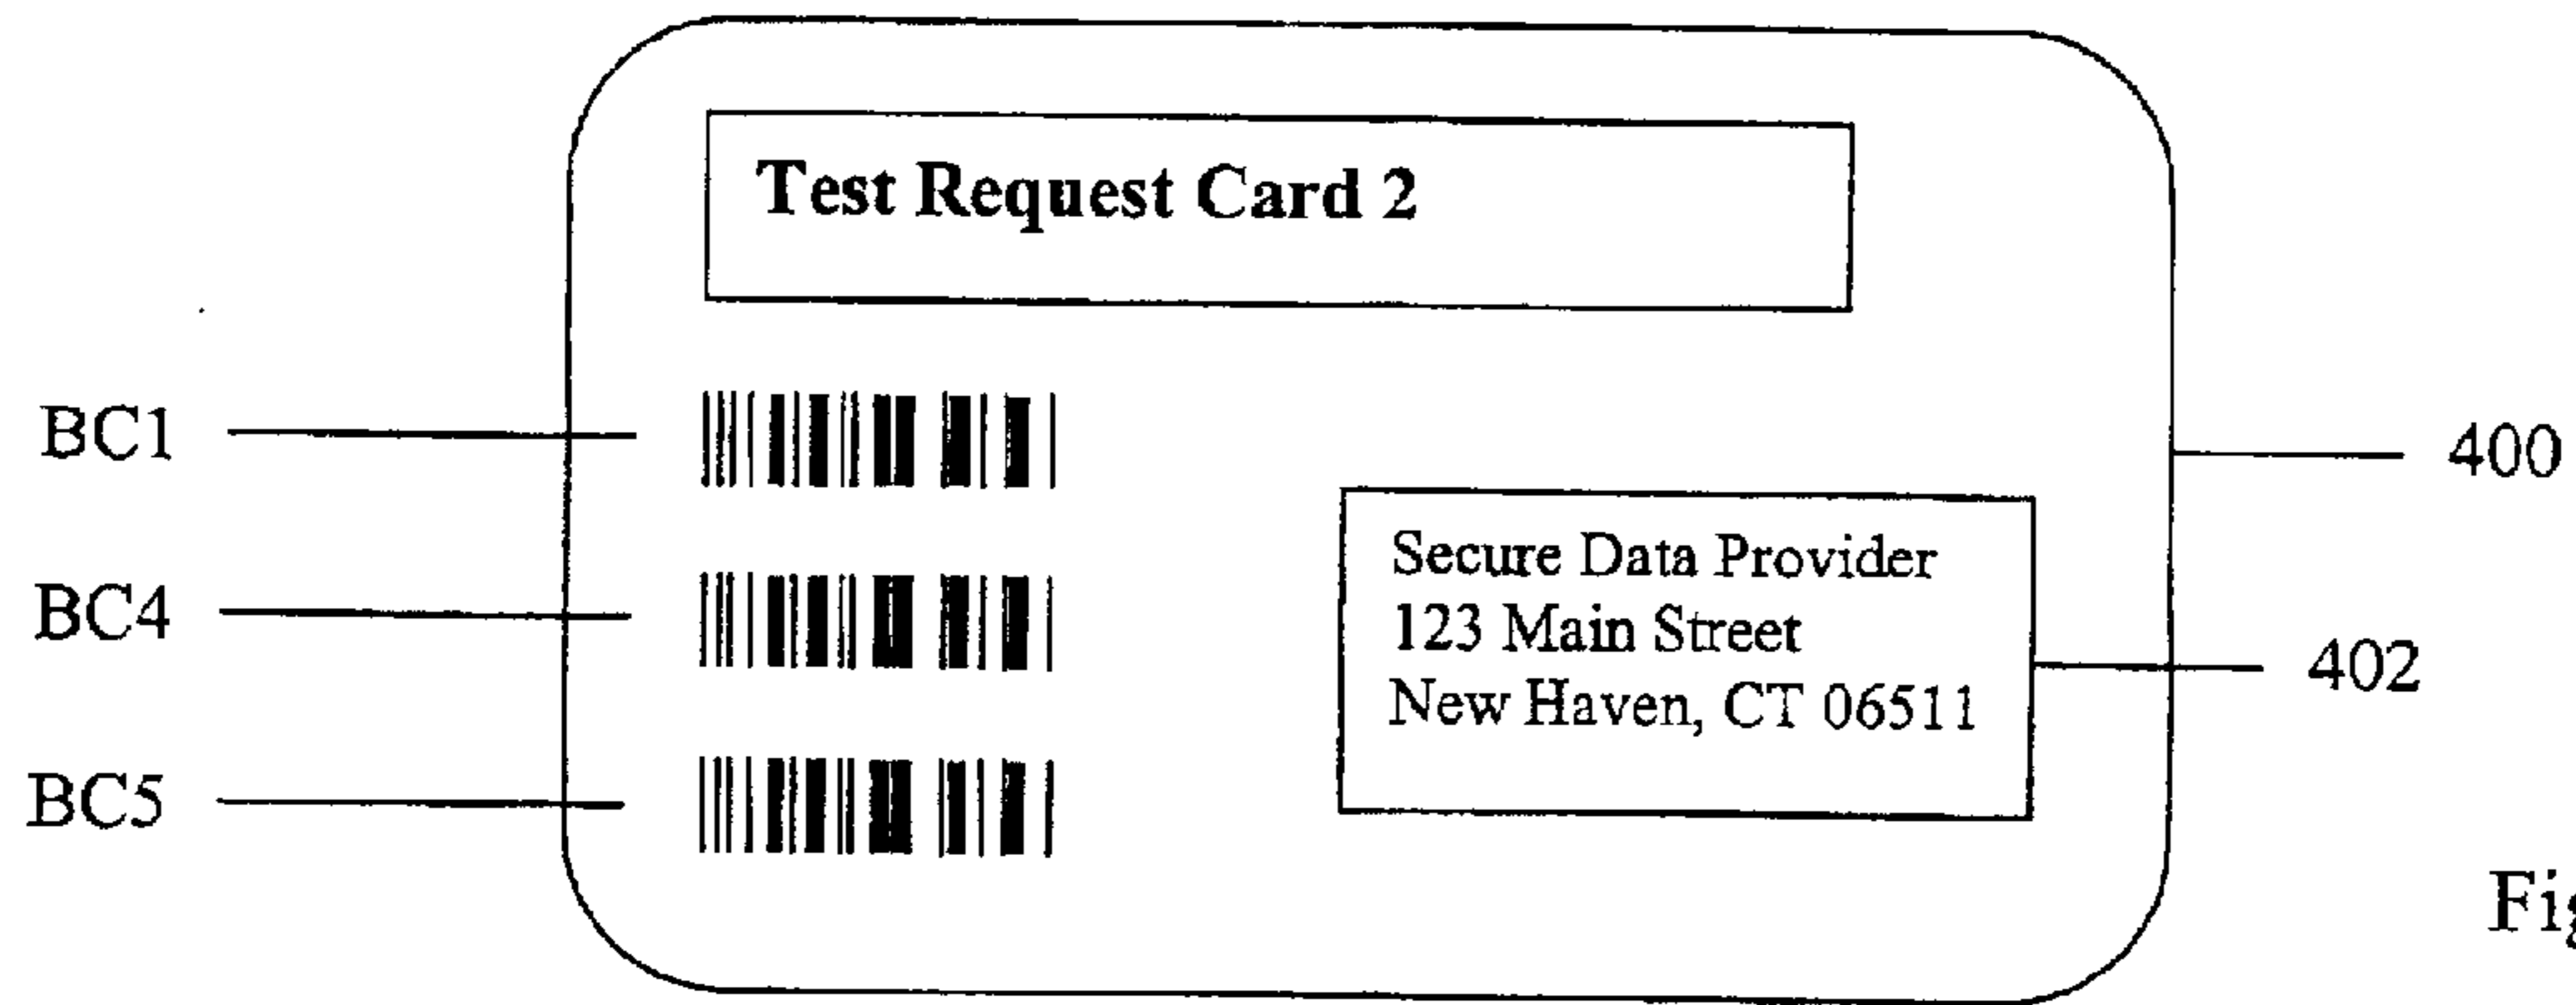 Test Request Card 2
BC1
400
Secure Data Provider
123 Main Street
New Haven, CT 06511
BC4
402
BC5